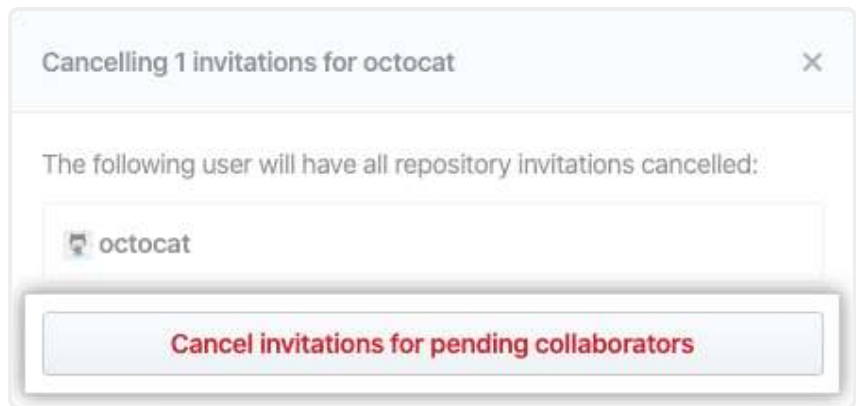 Cancelling 1 invitations for octocat
The following user will have all repository invitations cancelled:
octocat
Cancel invitations for pending collaborators